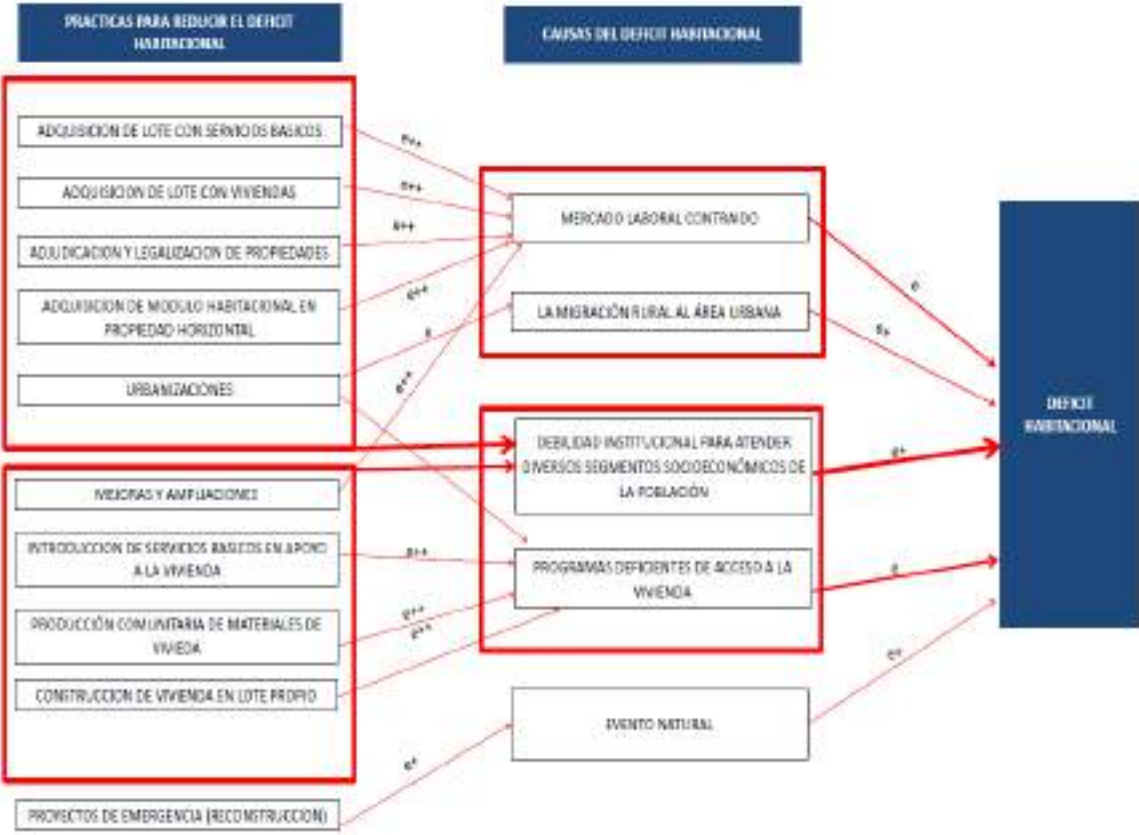 PRACTICAS PARA REDUCIR EL DEFICIT
HABITACIONAL
CAUSAS DEL DEFICIT HABITACIONAL
ADQUISICION DE LOTE CON SERVICIOS BASICOS
ADQUISICION DE LOTE CON VIVIENDAS
ADJUDICACION Y LEGALIZACION DE PROPIEDADES
ADQUISICION DE MODULO HABITACIONAL EN
PROPIEDAD HORIZONTAL
URBANIZACIONES
MEJORAS Y AMPLIACIONES
INTRODUCCION DE SERVICIOS BASICOS EN APOYO
A LA VIVIENDA
PRODUCCIÓN COMUNITARIA DE MATERIALES DE
VIVIEDA
CONSTRUCCION DE VIVIENDA EN LOTE PROPIO
PROYECTOS DE EMERGENCIA (RECONSTRUCCION)
MERCADO LABORAL CONTRAIDO
LA MIGRACIÓN RURAL AL ÁREA URBANA
DEBILIDAD INSTITUCIONAL PARA ATENDER
DIVERSOS SEGMENTOS SOCIOECONÓMICOS DE
LA POBLACIÓN
PROGRAMAS DEFICIENTES DE ACCESO A LA
VIVIENDA
EVENTO NATURAL
DEFICIT
HABITACIONAL